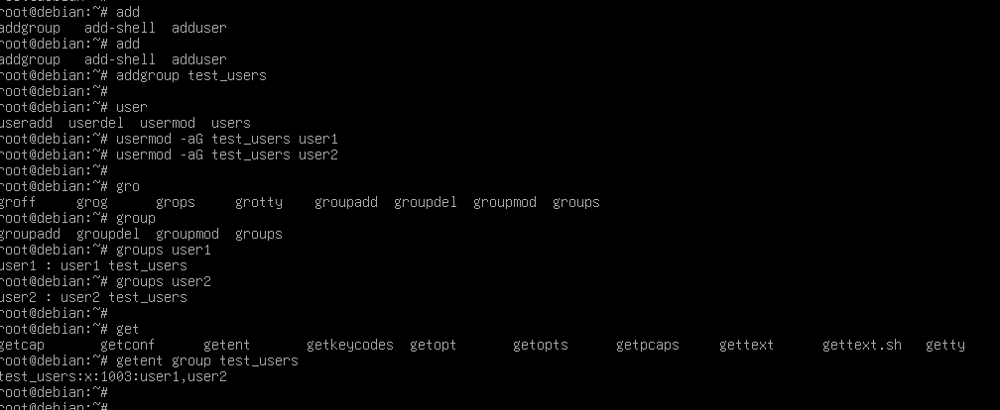 root@debian:~# add
addgroup   add-shell  adduser
root@debian:~# add
addgroup   add-shell  adduser
root@debian:~# addgroup test_users
root@debian:~#
root@debian:~# user
useradd  userdel  usermod  users
root@debian:~# usermod -aG test_users user1
root@debian:~# usermod -aG test_users user2
root@debian:~#
root@debian:~# gro
groff     grog      grops     grotty    groupadd  groupdel  groupmod  groups
root@debian:~# group
groupadd  groupdel  groupmod  groups
root@debian:~# groups user1
user1 : user1 test_users
root@debian:~# groups user2
user2 : user2 test_users
root@debian:~#
root@debian:~# get
getcap       getconf      getent       getkeycodes  getopt       getopts      getpcaps     gettext      gettext.sh   getty
root@debian:~# getent group test_users
test_users:x:1003:user1,user2
root@debian:~#
root@debian:~#